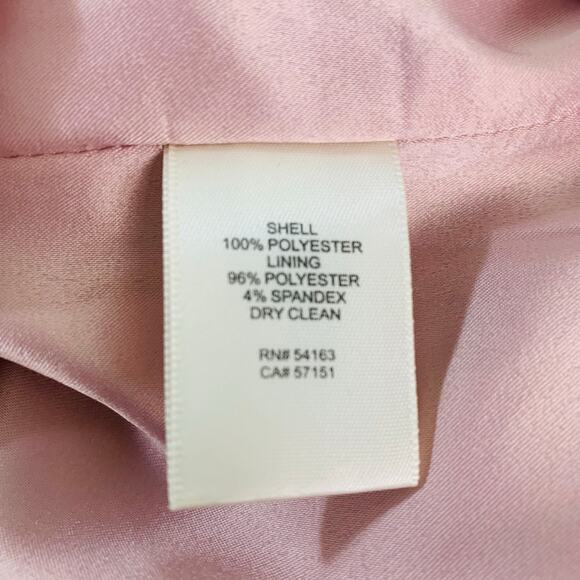 SHELL
100% POLYESTER
LINING
96% POLYESTER
4% SPANDEX
DRY CLEAN
RN# 54163
CA# 57151